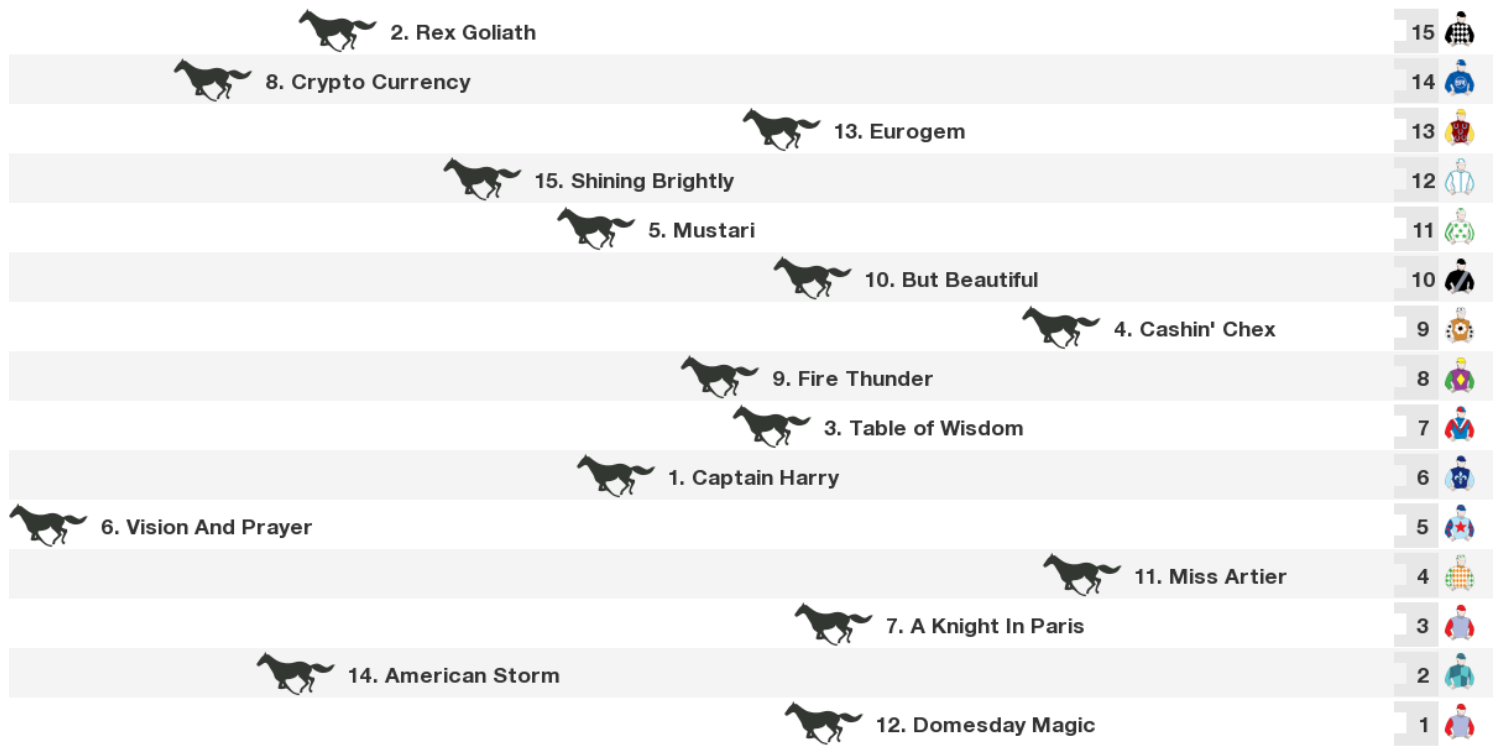 2. Rex Goliath 15
8. Crypto Currency 14
13. Eurogem 13
15. Shining Brightly 12
5. Mustari 11
10. But Beautiful 10
4. Cashin' Chex 9
9. Fire Thunder 8
3. Table of Wisdom 7
1. Captain Harry 6
6. Vision And Prayer 5
11. Miss Artier 4
7. A Knight In Paris 3
14. American Storm 2
12. Domesday Magic 1